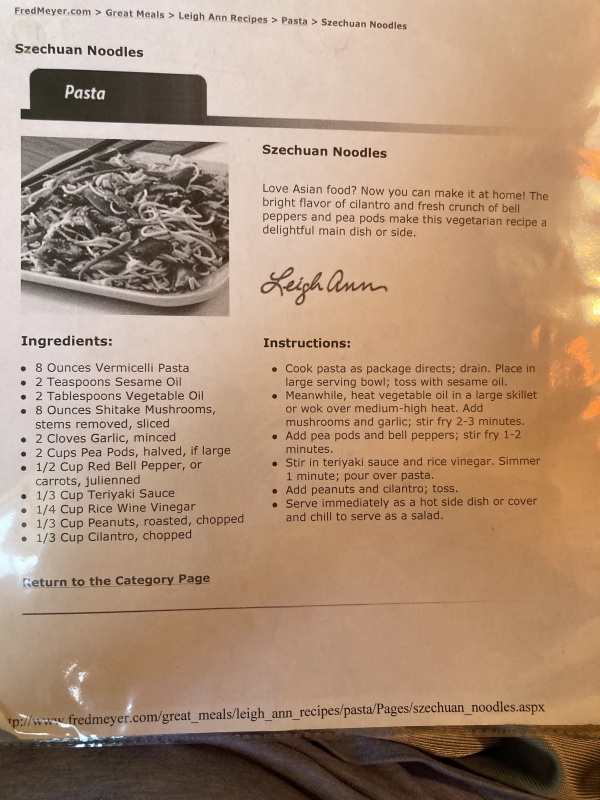 FredMeyer.com > Great Meals > Leigh Ann Recipes > Pasta > Szechuan Noodles
Szechuan Noodles
Pasta
Szechuan Noodles
Love Asian food? Now you can make it at home! The
bright flavor of cilantro and fresh crunch of bell
peppers and pea pods make this vegetarian recipe a
delightful main dish or side.
Leigh Ann
Ingredients:
• 8 Ounces Vermicelli Pasta
• 2 Teaspoons Sesame Oil
• 2 Tablespoons Vegetable Oil
• 8 Ounces Shitake Mushrooms,
stems removed, sliced
• 2 Cloves Garlic, minced
• 2 Cups Pea Pods, halved, if large
• 1/2 Cup Red Bell Pepper, or
carrots, julienned
• 1/3 Cup Teriyaki Sauce
• 1/4 Cup Rice Wine Vinegar
• 1/3 Cup Peanuts, roasted, chopped
• 1/3 Cup Cilantro, chopped
Instructions:
• Cook pasta as package directs; drain. Place in
large serving bowl; toss with sesame oil.
• Meanwhile, heat vegetable oil in a large skillet
or wok over medium-high heat. Add
mushrooms and garlic; stir fry 2-3 minutes.
• Add pea pods and bell peppers; stir fry 1-2
minutes.
• Stir in teriyaki sauce and rice vinegar. Simmer
1 minute; pour over pasta.
• Add peanuts and cilantro; toss.
• Serve immediately as a hot side dish or cover
and chill to serve as a salad.
Return to the Category Page
tp://www.fredmeyer.com/great_meals/leigh_ann_recipes/pasta/Pages/szechuan_noodles.aspx